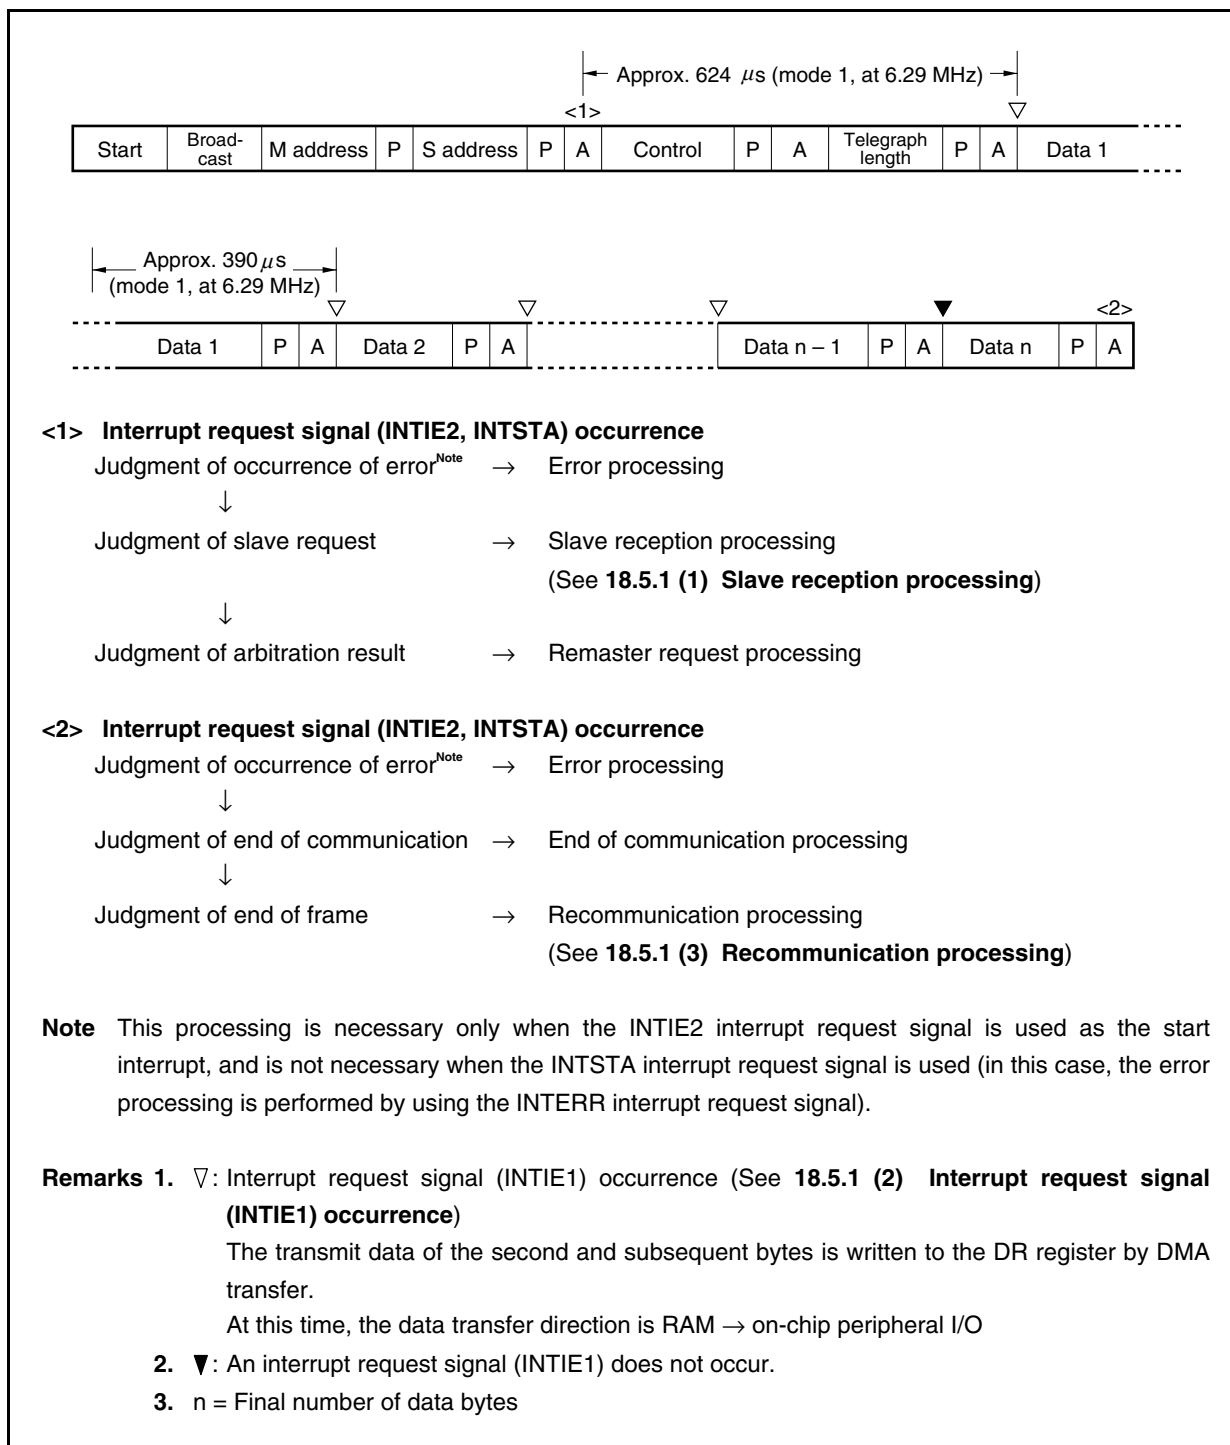 Approx. 624 μs (mode 1, at 6.29 MHz)
<1> ▽
Start Broad-cast M address P S address P A Control P A Telegraph length P A Data 1
Approx. 390 μs
(mode 1, at 6.29 MHz)
▽ ▽ ▽ ▼ <2>
Data 1 P A Data 2 P A Data n – 1 P A Data n P A
<1> Interrupt request signal (INTIE2, INTSTA) occurrence
Judgment of occurrence of errorNote → Error processing
↓
Judgment of slave request → Slave reception processing
(See 18.5.1 (1) Slave reception processing)
↓
Judgment of arbitration result → Remaster request processing
<2> Interrupt request signal (INTIE2, INTSTA) occurrence
Judgment of occurrence of errorNote → Error processing
↓
Judgment of end of communication → End of communication processing
↓
Judgment of end of frame → Recommunication processing
(See 18.5.1 (3) Recommunication processing)
Note This processing is necessary only when the INTIE2 interrupt request signal is used as the start
interrupt, and is not necessary when the INTSTA interrupt request signal is used (in this case, the error
processing is performed by using the INTERR interrupt request signal).
Remarks 1. ▽: Interrupt request signal (INTIE1) occurrence (See 18.5.1 (2) Interrupt request signal
(INTIE1) occurrence)
The transmit data of the second and subsequent bytes is written to the DR register by DMA
transfer.
At this time, the data transfer direction is RAM → on-chip peripheral I/O
2. ▼: An interrupt request signal (INTIE1) does not occur.
3. n = Final number of data bytes